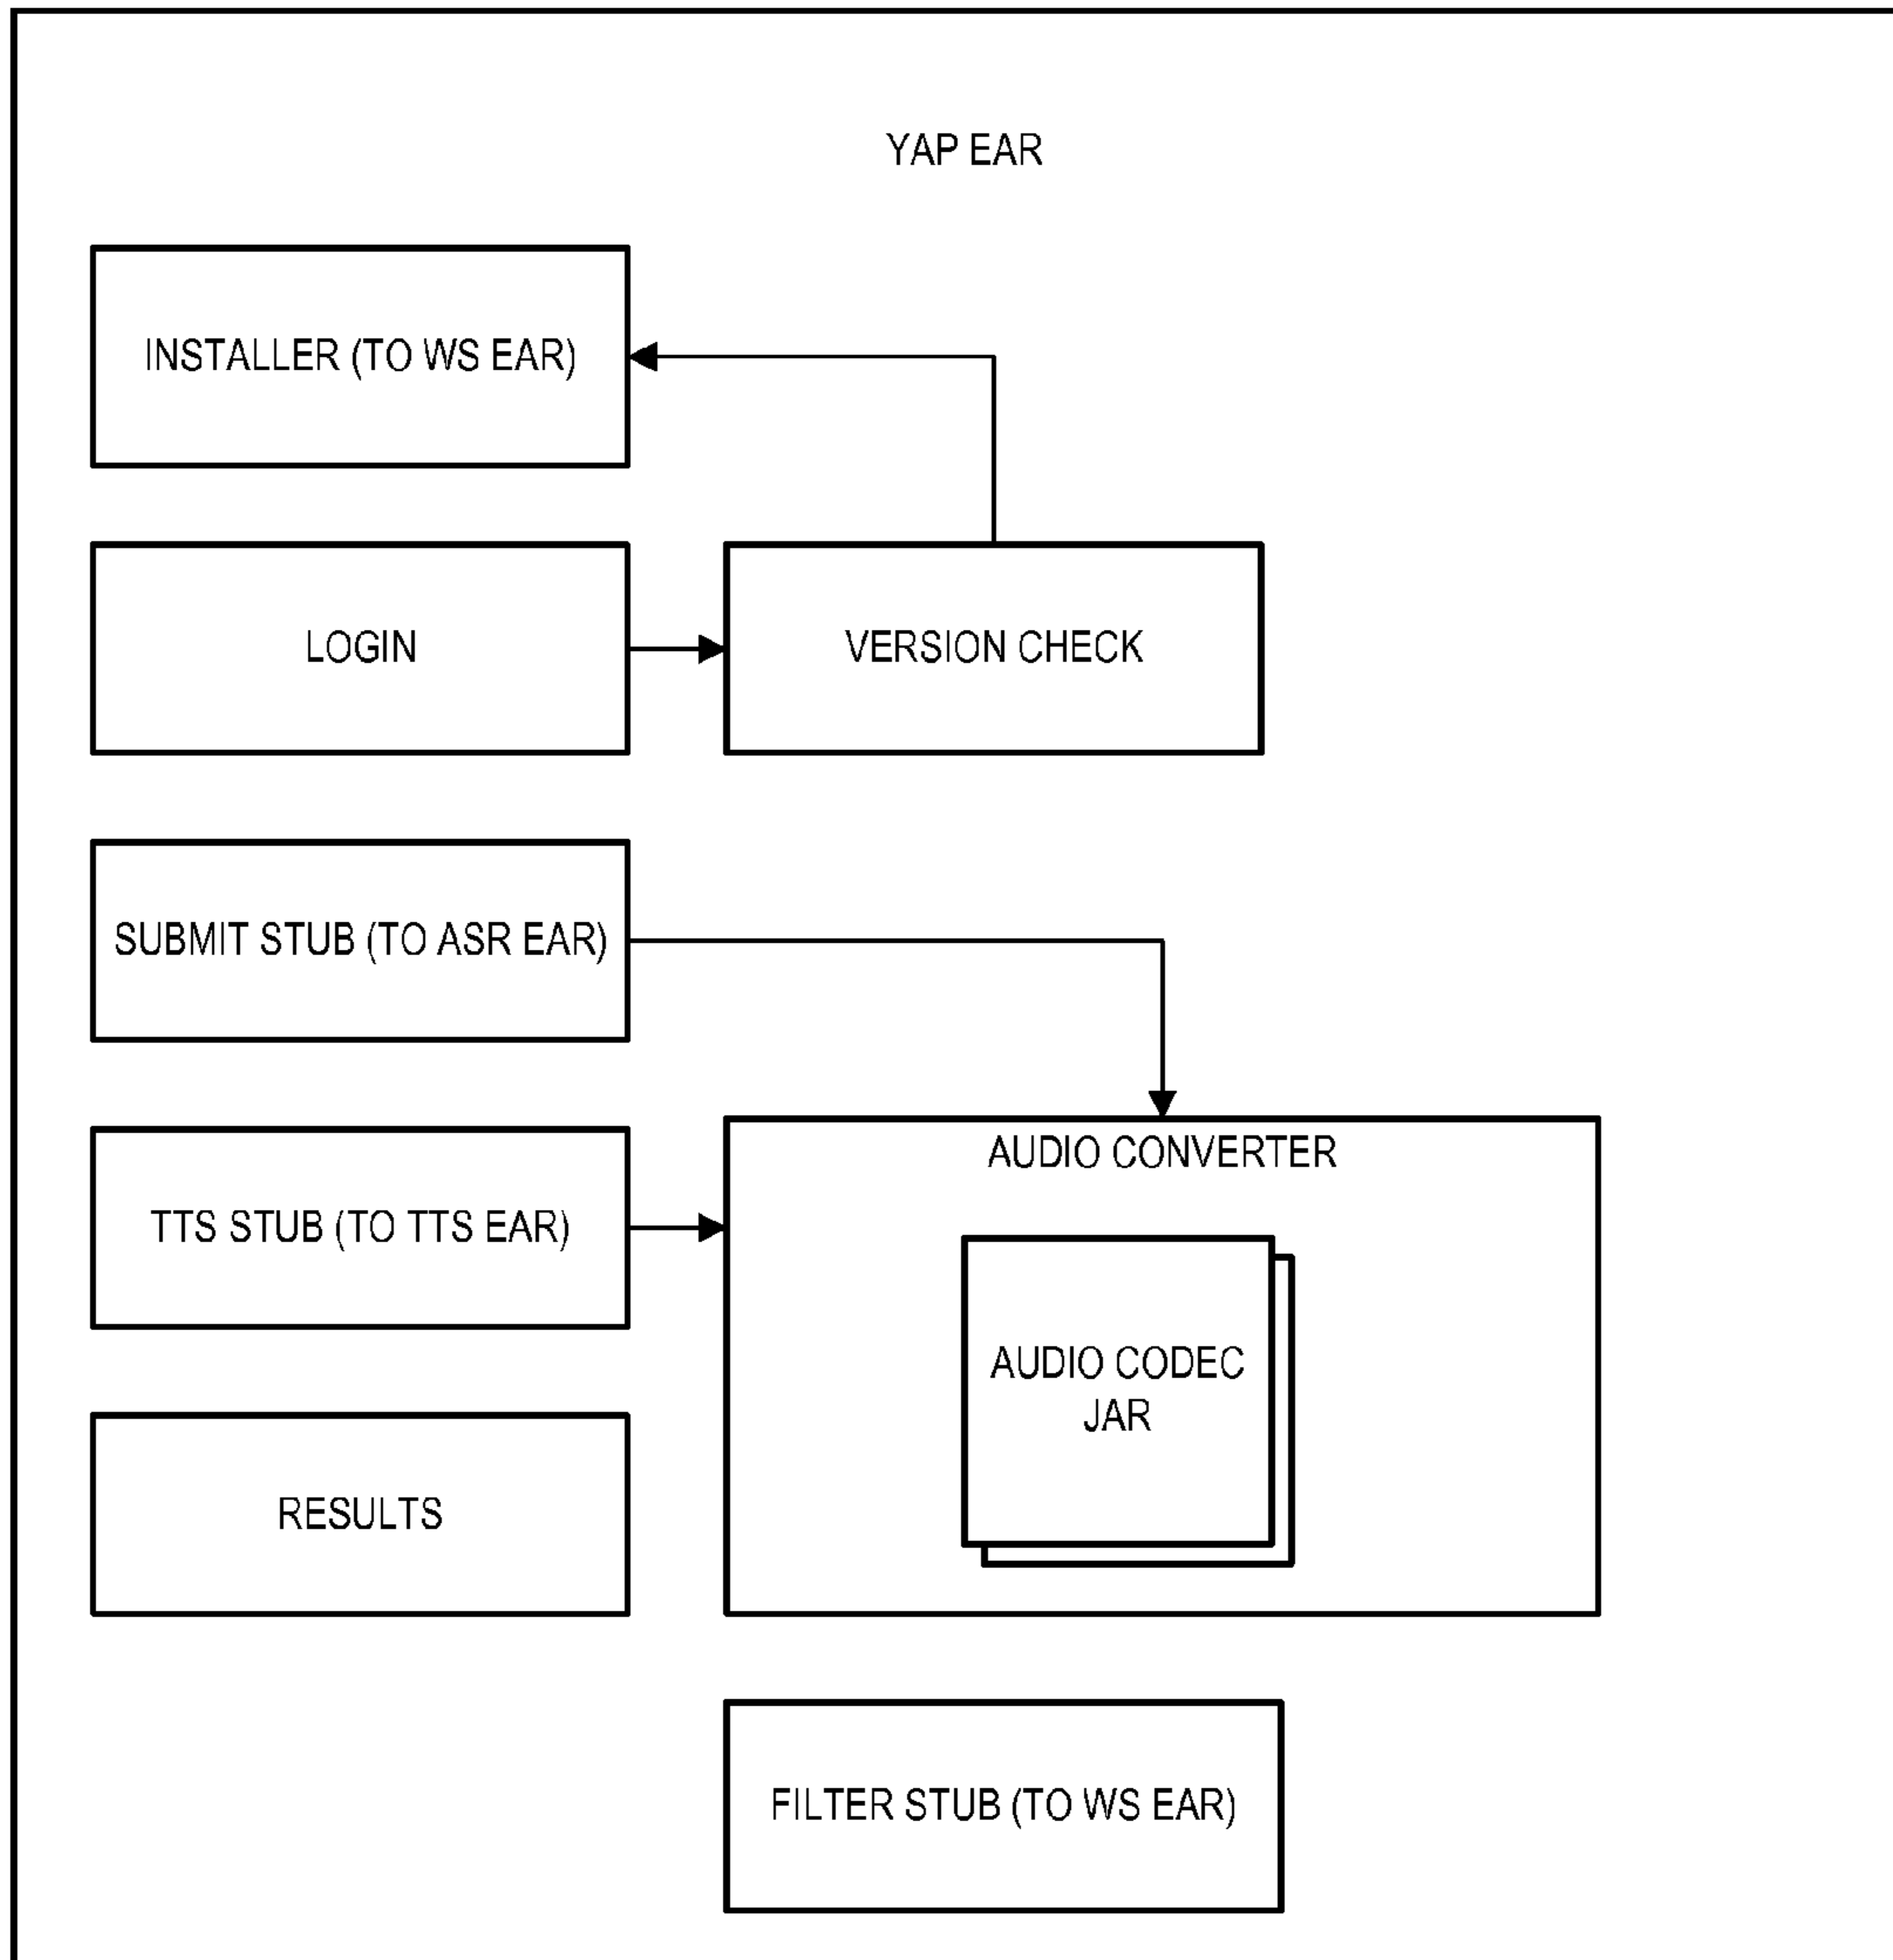 YAP EAR
INSTALLER (TO WS EAR)
LOGIN
VERSION CHECK
SUBMIT STUB (TO ASR EAR)
AUDIO CONVERTER
TTS STUB (TO TTS EAR)
AUDIO CODEC
JAR
RESULTS
FILTER STUB (TO WS EAR)